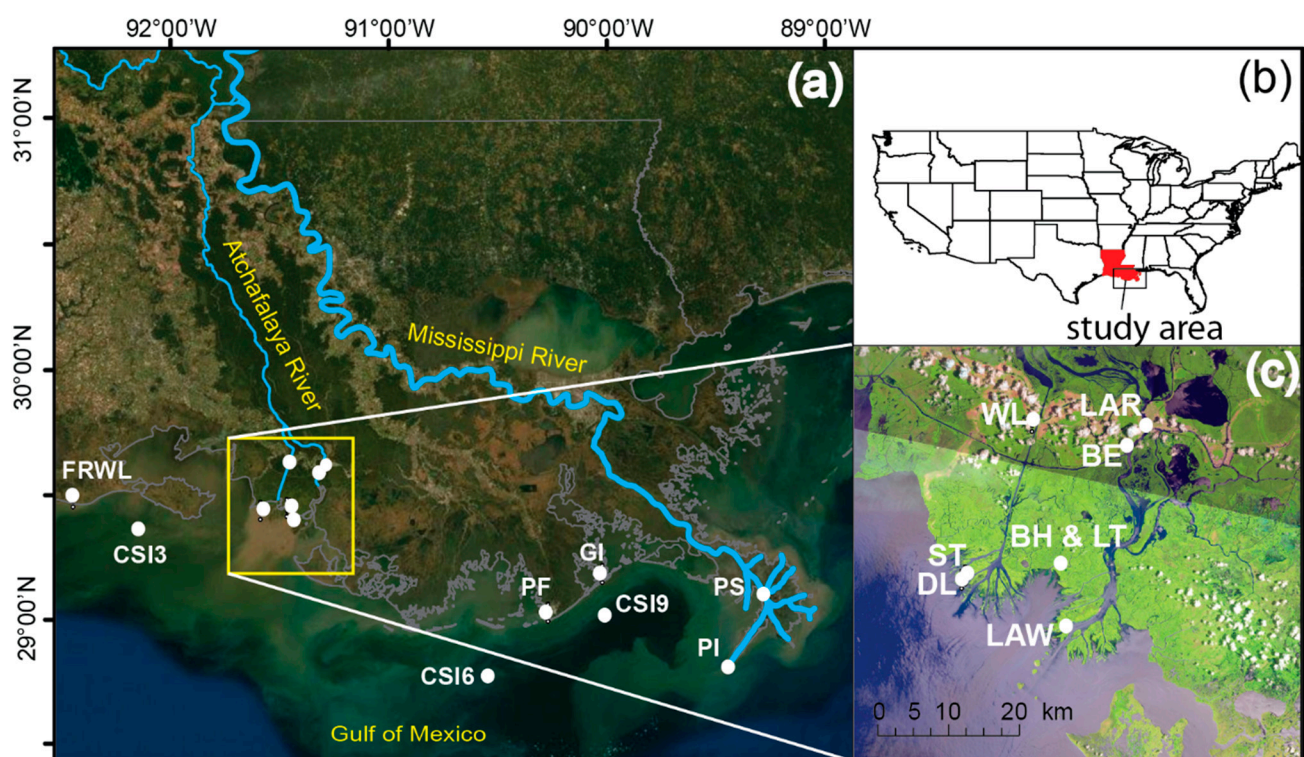 92°00'W 91°00'W 90°00'W 89°00'W
31°00'N
30°00'N
29°00'N
(a)
Atchafalaya River
Mississippi River
FRWL
CSI3
GI
PF
CSI9
PS
PI
CSI6
Gulf of Mexico
(b)
study area
(c)
WL
LAR
BE
BH & LT
ST
DL
LAW
0 5 10 20 km